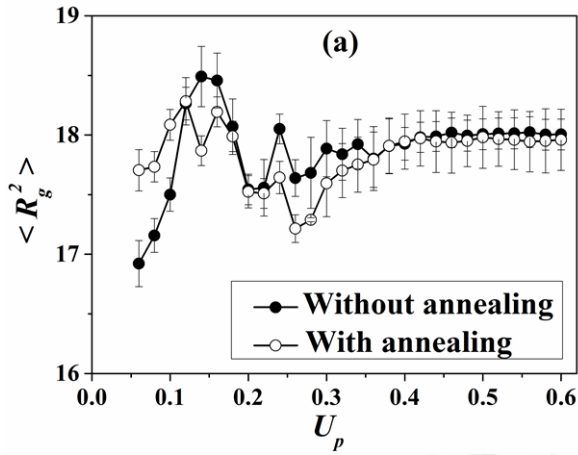 (a)
19
18
17
16
< R_g^2 >
Without annealing
With annealing
0.0 0.1 0.2 0.3 0.4 0.5 0.6
U_p